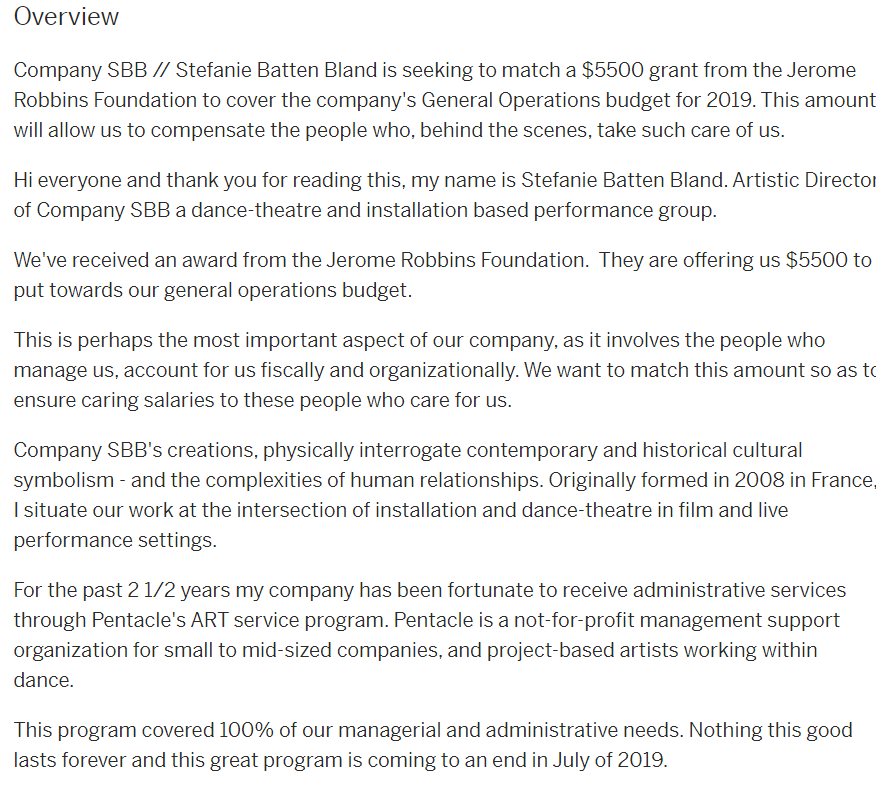 Overview
Company SBB // Stefanie Batten Bland is seeking to match a $5500 grant from the Jerome
Robbins Foundation to cover the company's General Operations budget for 2019. This amount
will allow us to compensate the people who, behind the scenes, take such care of us.
Hi everyone and thank you for reading this, my name is Stefanie Batten Bland. Artistic Director
of Company SBB a dance-theatre and installation based performance group.
We've received an award from the Jerome Robbins Foundation.  They are offering us $5500 to
put towards our general operations budget.
This is perhaps the most important aspect of our company, as it involves the people who
manage us, account for us fiscally and organizationally. We want to match this amount so as to
ensure caring salaries to these people who care for us.
Company SBB's creations, physically interrogate contemporary and historical cultural
symbolism - and the complexities of human relationships. Originally formed in 2008 in France,
I situate our work at the intersection of installation and dance-theatre in film and live
performance settings.
For the past 2 1/2 years my company has been fortunate to receive administrative services
through Pentacle's ART service program. Pentacle is a not-for-profit management support
organization for small to mid-sized companies, and project-based artists working within
dance.
This program covered 100% of our managerial and administrative needs. Nothing this good
lasts forever and this great program is coming to an end in July of 2019.